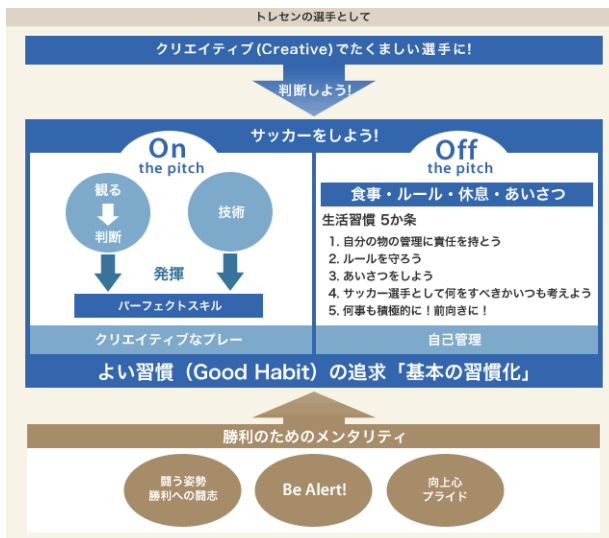 トレセンの選手として
クリエイティブ(Creative)でたくましい選手に!
判断しよう!
サッカーをしよう!
On
the pitch
観る
判断
技術
発揮
パーフェクトスキル
クリエイティブなプレー
Off
the pitch
食事・ルール・休息・あいさつ
生活習慣 5か条
1. 自分の物の管理に責任を持とう
2. ルールを守ろう
3. あいさつをしよう
4. サッカー選手として何をすべきかいつも考えよう
5. 何事も積極的に！前向きに！
自己管理
よい習慣（Good Habit）の追求「基本の習慣化」
勝利のためのメンタリティ
闘う姿勢
勝利への闘志
Be Alert!
向上心
プライド